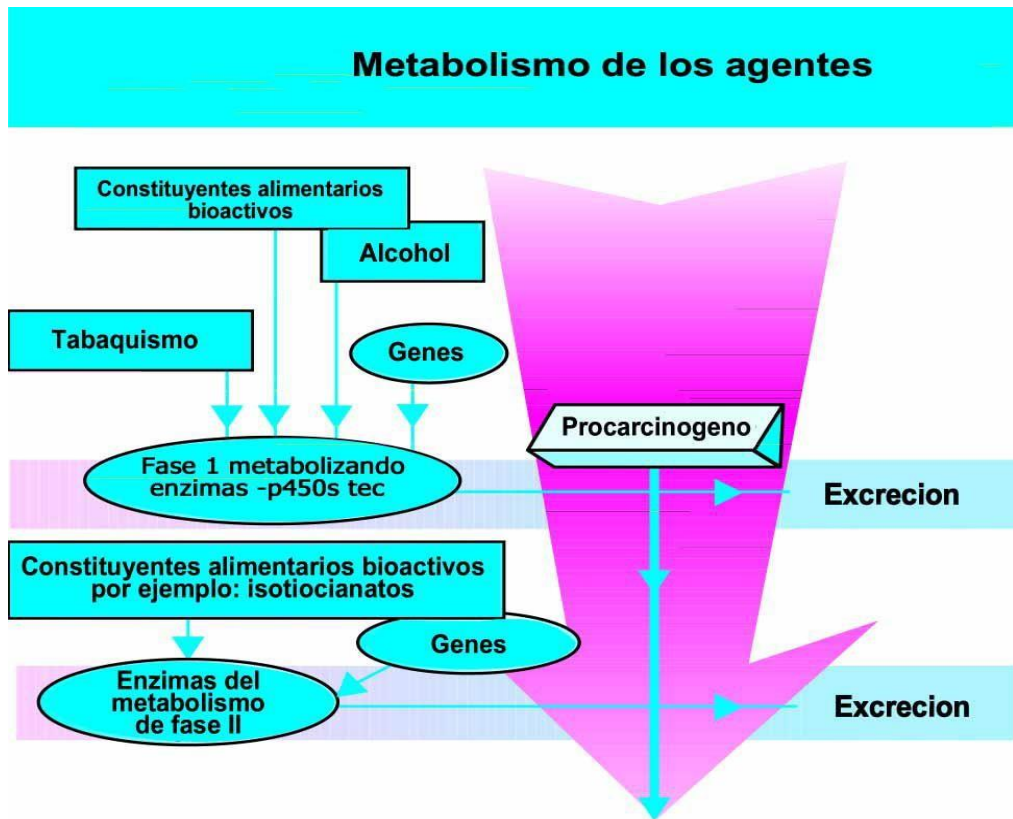 Metabolismo de los agentes
Constituyentes alimentarios
bioactivos
Alcohol
Tabaquismo
Genes
Procarcinogeno
Fase 1 metabolizando
enzimas -p450s tec
Excrecion
Constituyentes alimentarios bioactivos
por ejemplo: isotiocianatos
Genes
Enzimas del
metabolismo
de fase II
Excrecion